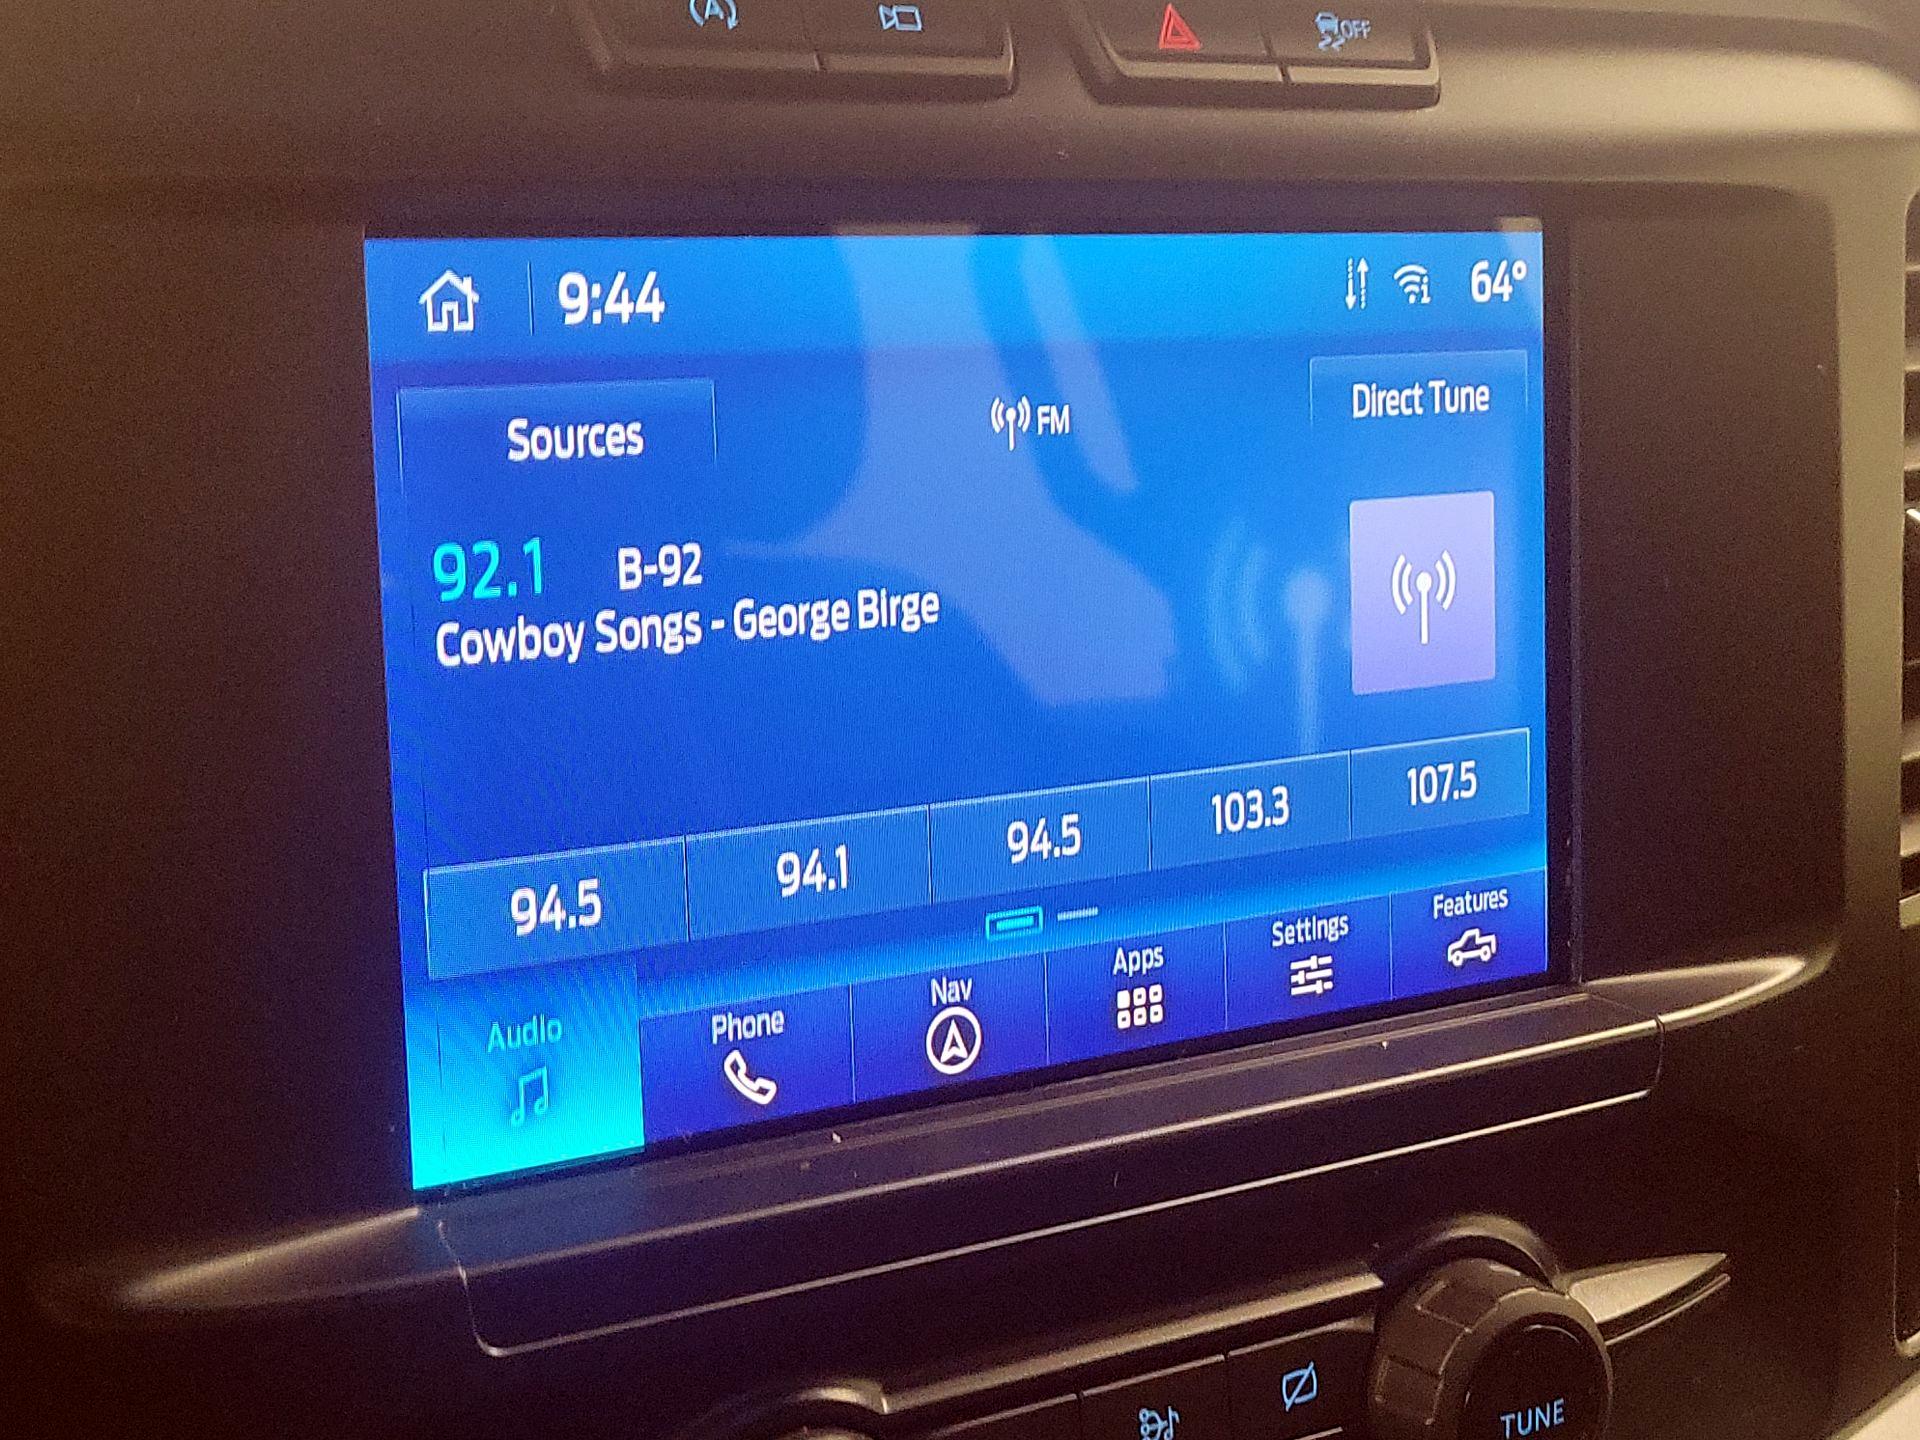 OFF
9:44
64°
Sources
FM
Direct Tune
92.1 B-92
Cowboy Songs - George Birge
94.5 94.1 94.5 103.3 107.5
Audio Phone Nav Apps Settings Features
TUNE